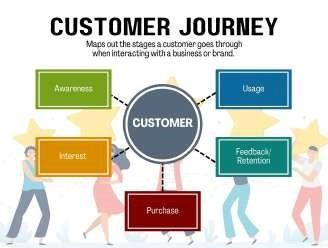 CUSTOMER JOURNEY
Maps out the stages a customer goes through
when interacting with a business or brand.
Awareness
Usage
CUSTOMER
Interest
Feedback/
Retention
Purchase